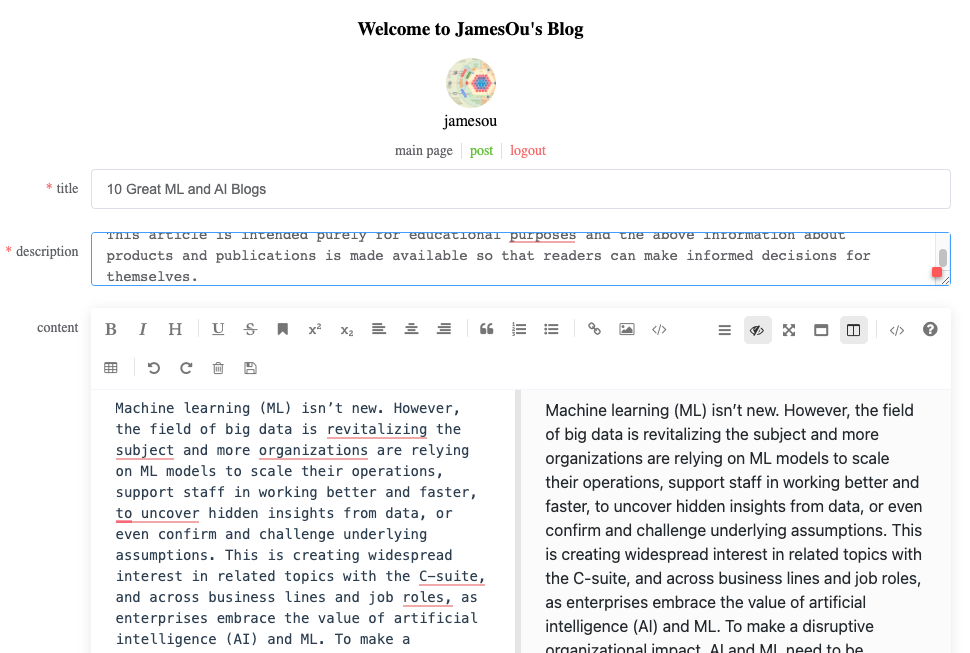 Welcome to JamesOu's Blog
jamesou
main page post logout
* title 10 Great ML and AI Blogs
* description
This article is intended purely for educational purposes and the above information about
products and publications is made available so that readers can make informed decisions for
themselves.
content
B I H U S x² x₂
Machine learning (ML) isn’t new. However,
the field of big data is revitalizing the
subject and more organizations are relying
on ML models to scale their operations,
support staff in working better and faster,
to uncover hidden insights from data, or
even confirm and challenge underlying
assumptions. This is creating widespread
interest in related topics with the C-suite,
and across business lines and job roles, as
enterprises embrace the value of artificial
intelligence (AI) and ML. To make a
Machine learning (ML) isn’t new. However, the field
of big data is revitalizing the subject and more
organizations are relying on ML models to scale
their operations, support staff in working better and
faster, to uncover hidden insights from data, or even
confirm and challenge underlying assumptions. This
is creating widespread interest in related topics with
the C-suite, and across business lines and job roles,
as enterprises embrace the value of artificial
intelligence (AI) and ML. To make a disruptive
organizational impact, AI and ML need to be